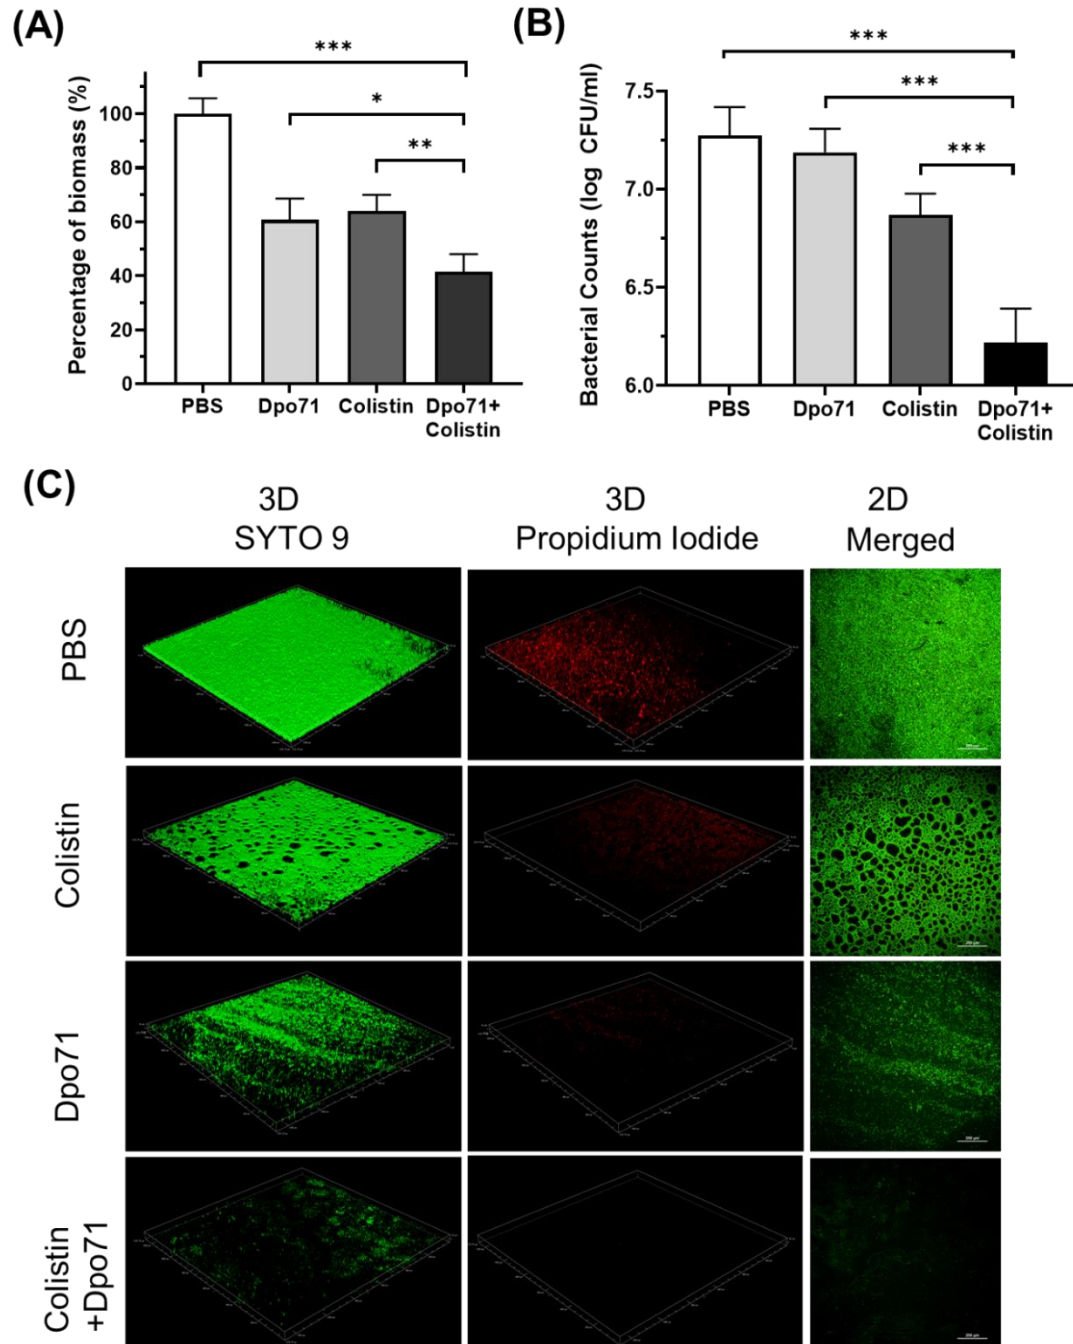 (A)
***
*
**
Percentage of biomass (%)
100
80
60
40
20
0
PBS
Dpo71
Colistin
Dpo71+
Colistin
(B)
***
***
***
Bacterial Counts (log CFU/ml)
7.5
7.0
6.5
6.0
PBS
Dpo71
Colistin
Dpo71+
Colistin
(C)
3D
SYTO 9
3D
Propidium Iodide
2D
Merged
PBS
Colistin
Dpo71
Colistin
+Dpo71